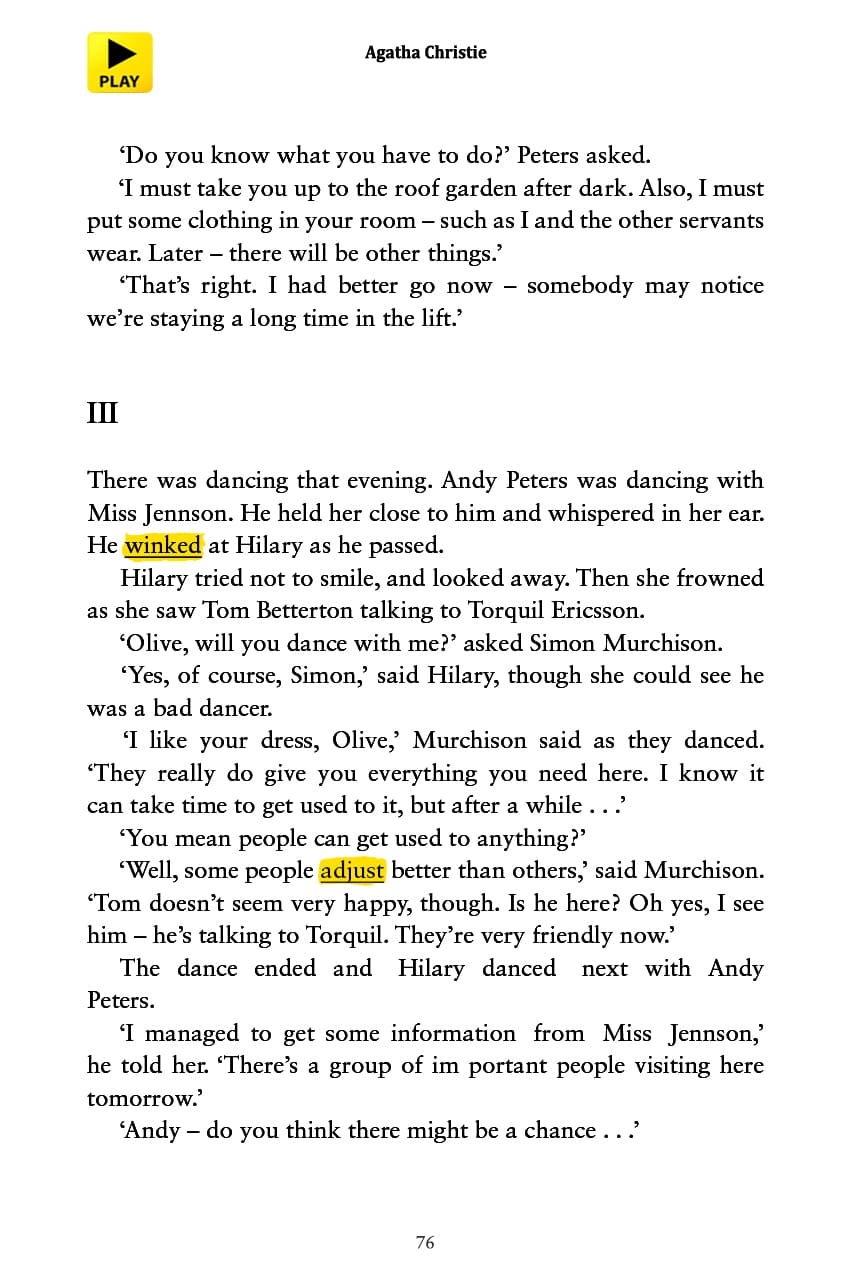 PLAY
Agatha Christie
‘Do you know what you have to do?’ Peters asked.
‘I must take you up to the roof garden after dark. Also, I must
put some clothing in your room – such as I and the other servants
wear. Later – there will be other things.’
‘That’s right. I had better go now – somebody may notice
we’re staying a long time in the lift.’
III
There was dancing that evening. Andy Peters was dancing with
Miss Jennson. He held her close to him and whispered in her ear.
He winked at Hilary as he passed.
Hilary tried not to smile, and looked away. Then she frowned
as she saw Tom Betterton talking to Torquil Ericsson.
‘Olive, will you dance with me?’ asked Simon Murchison.
‘Yes, of course, Simon,’ said Hilary, though she could see he
was a bad dancer.
‘I like your dress, Olive,’ Murchison said as they danced.
‘They really do give you everything you need here. I know it
can take time to get used to it, but after a while . . .’
‘You mean people can get used to anything?’
‘Well, some people adjust better than others,’ said Murchison.
‘Tom doesn’t seem very happy, though. Is he here? Oh yes, I see
him – he’s talking to Torquil. They’re very friendly now.’
The dance ended and Hilary danced next with Andy
Peters.
‘I managed to get some information from Miss Jennson,’
he told her. ‘There’s a group of im portant people visiting here
tomorrow.’
‘Andy – do you think there might be a chance . . .’
76